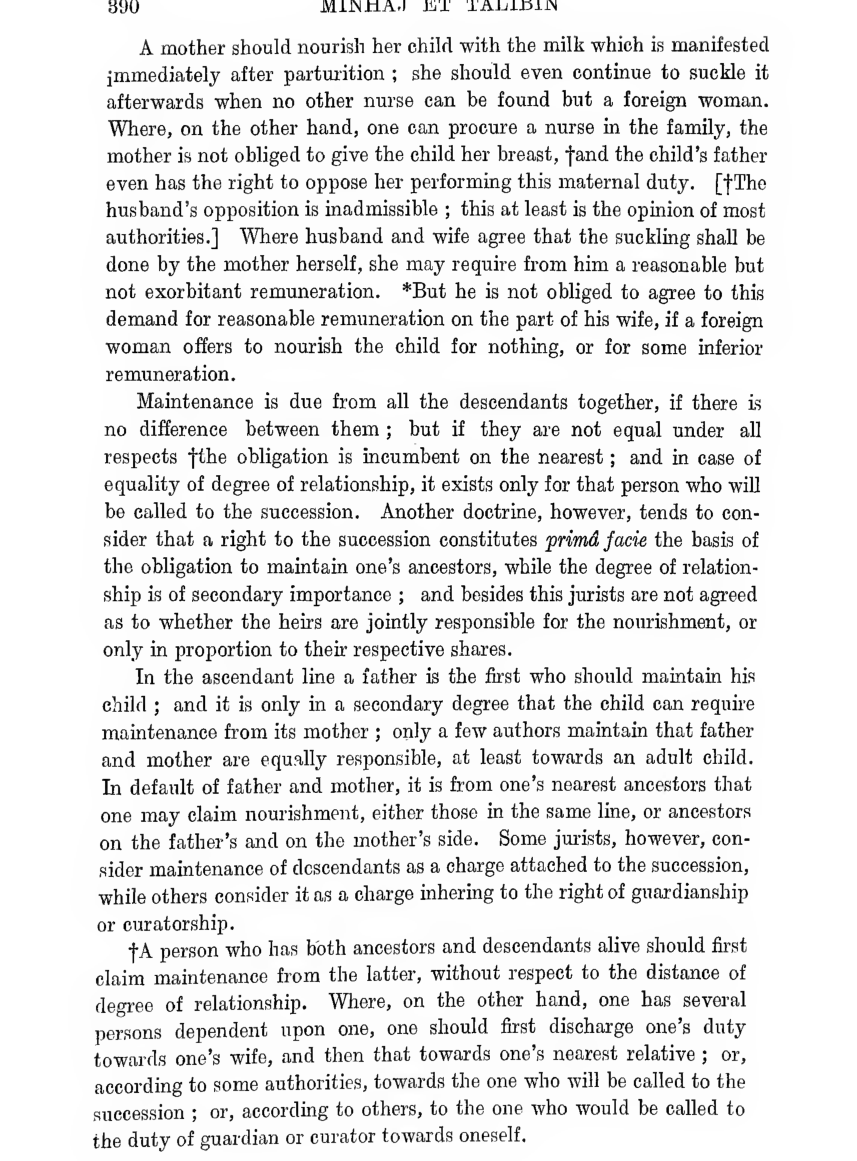 390 MINHAJ ET TALIBIN
A mother should nourish her child with the milk which is manifested
immediately after parturition ; she should even continue to suckle it
afterwards when no other nurse can be found but a foreign woman.
Where, on the other hand, one can procure a nurse in the family, the
mother is not obliged to give the child her breast, †and the child's father
even has the right to oppose her performing this maternal duty. [†The
husband's opposition is inadmissible ; this at least is the opinion of most
authorities.] Where husband and wife agree that the suckling shall be
done by the mother herself, she may require from him a reasonable but
not exorbitant remuneration. *But he is not obliged to agree to this
demand for reasonable remuneration on the part of his wife, if a foreign
woman offers to nourish the child for nothing, or for some inferior
remuneration.
Maintenance is due from all the descendants together, if there is
no difference between them ; but if they are not equal under all
respects †the obligation is incumbent on the nearest ; and in case of
equality of degree of relationship, it exists only for that person who will
be called to the succession. Another doctrine, however, tends to con-
sider that a right to the succession constitutes primâ facie the basis of
the obligation to maintain one's ancestors, while the degree of relation-
ship is of secondary importance ; and besides this jurists are not agreed
as to whether the heirs are jointly responsible for the nourishment, or
only in proportion to their respective shares.
In the ascendant line a father is the first who should maintain his
child ; and it is only in a secondary degree that the child can require
maintenance from its mother ; only a few authors maintain that father
and mother are equally responsible, at least towards an adult child.
In default of father and mother, it is from one's nearest ancestors that
one may claim nourishment, either those in the same line, or ancestors
on the father's and on the mother's side. Some jurists, however, con-
sider maintenance of descendants as a charge attached to the succession,
while others consider it as a charge inhering to the right of guardianship
or curatorship.
†A person who has both ancestors and descendants alive should first
claim maintenance from the latter, without respect to the distance of
degree of relationship. Where, on the other hand, one has several
persons dependent upon one, one should first discharge one's duty
towards one's wife, and then that towards one's nearest relative ; or,
according to some authorities, towards the one who will be called to the
succession ; or, according to others, to the one who would be called to
the duty of guardian or curator towards oneself.